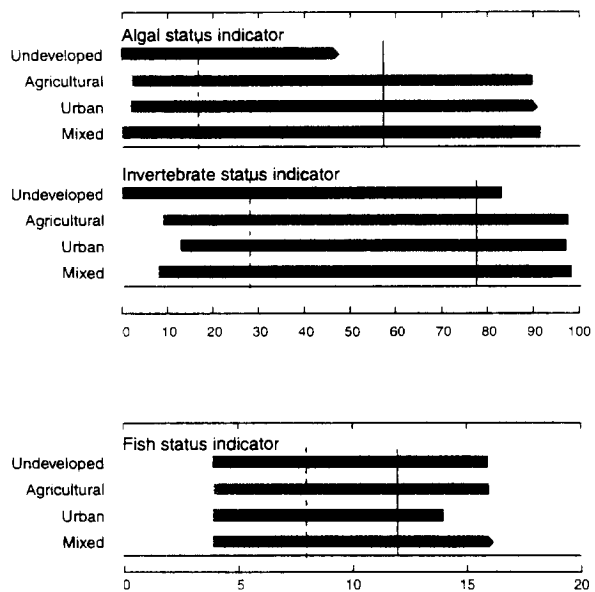 Algal status indicator
Undeveloped
Agricultural
Urban
Mixed
Invertebrate status indicator
Undeveloped
Agricultural
Urban
Mixed
0 10 20 30 40 50 60 70 80 90 100
Fish status indicator
Undeveloped
Agricultural
Urban
Mixed
0 5 10 15 20